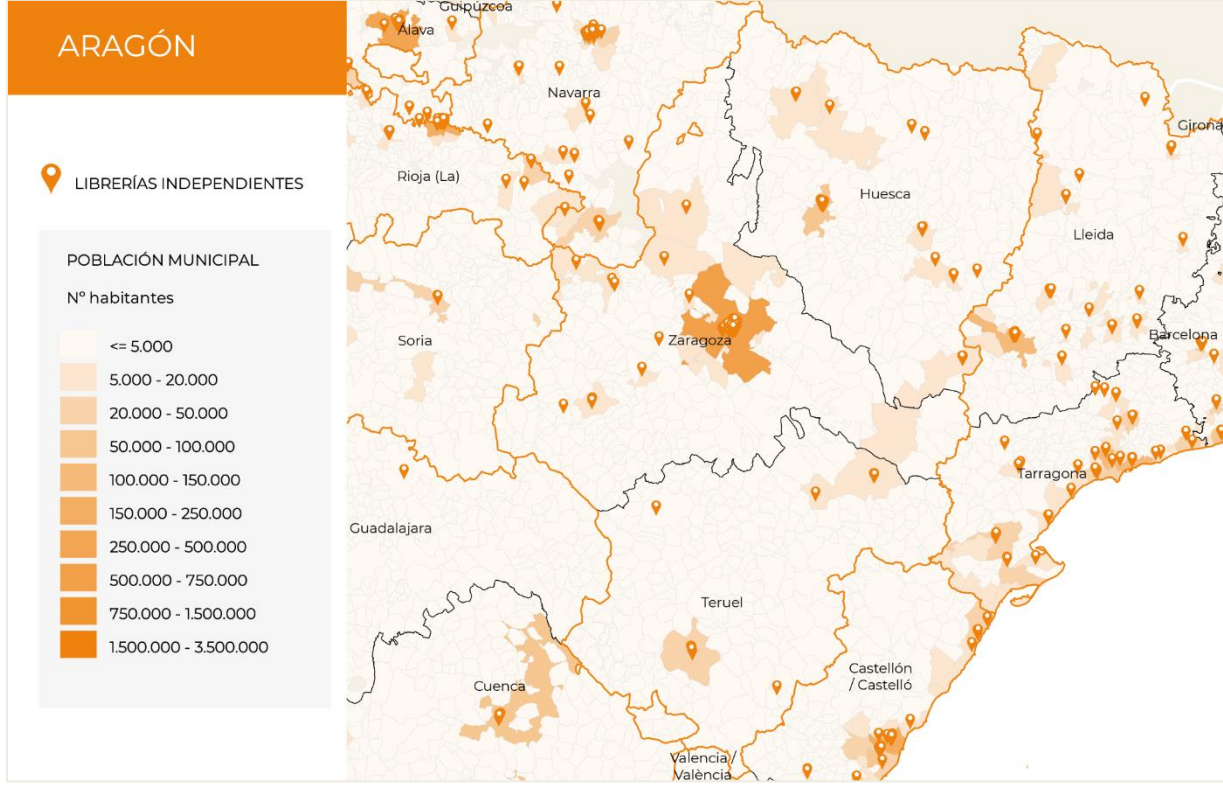 ARAGÓN
LIBRERÍAS INDEPENDIENTES
POBLACIÓN MUNICIPAL
Nº habitantes
<= 5.000
5.000 - 20.000
20.000 - 50.000
50.000 - 100.000
100.000 - 150.000
150.000 - 250.000
250.000 - 500.000
500.000 - 750.000
750.000 - 1.500.000
1.500.000 - 3.500.000
Guipúzcoa
Álava
Navarra
Girona
Rioja (La)
Huesca
Lleida
Soria
Zaragoza
Barcelona
Tarragona
Guadalajara
Teruel
Cuenca
Castellón
/ Castelló
Valencia /
València